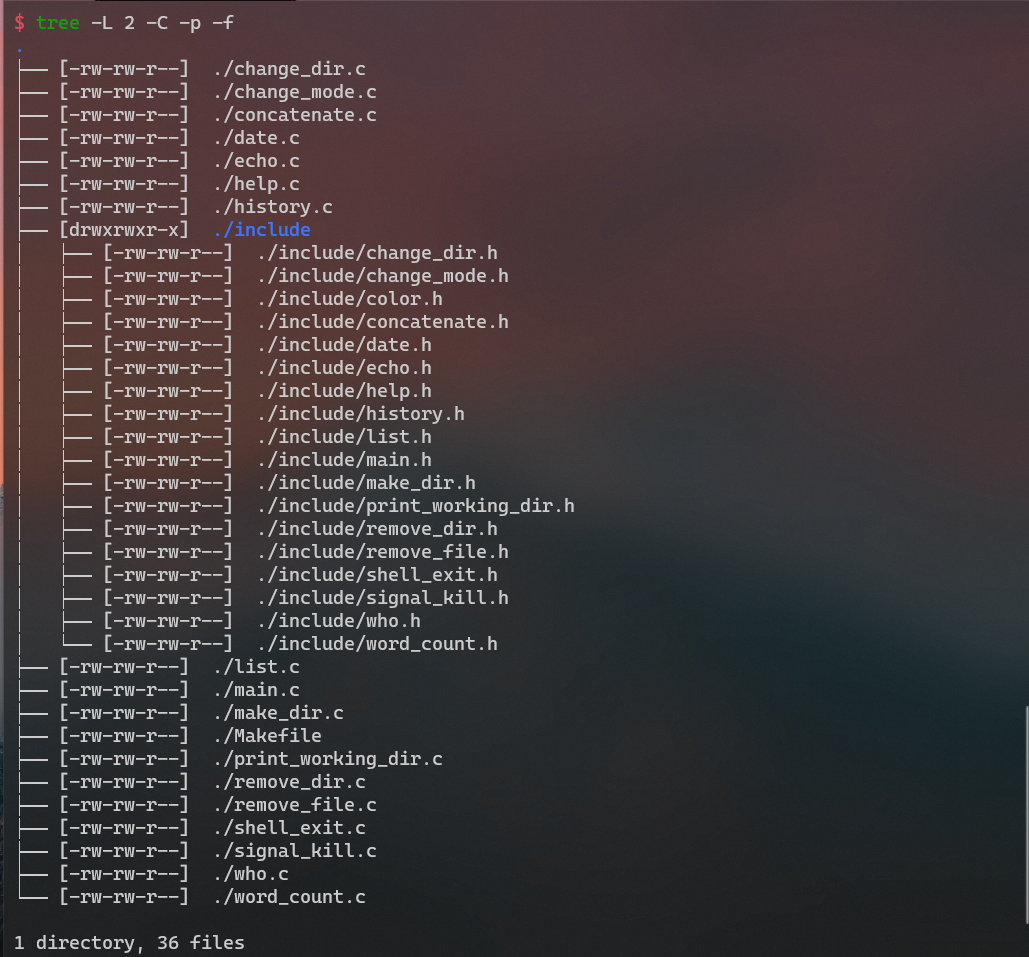 $ tree -L 2 -C -p -f
.
├── [-rw-rw-r--]  ./change_dir.c
├── [-rw-rw-r--]  ./change_mode.c
├── [-rw-rw-r--]  ./concatenate.c
├── [-rw-rw-r--]  ./date.c
├── [-rw-rw-r--]  ./echo.c
├── [-rw-rw-r--]  ./help.c
├── [-rw-rw-r--]  ./history.c
├── [drwxrwxr-x]  ./include
│   ├── [-rw-rw-r--]  ./include/change_dir.h
│   ├── [-rw-rw-r--]  ./include/change_mode.h
│   ├── [-rw-rw-r--]  ./include/color.h
│   ├── [-rw-rw-r--]  ./include/concatenate.h
│   ├── [-rw-rw-r--]  ./include/date.h
│   ├── [-rw-rw-r--]  ./include/echo.h
│   ├── [-rw-rw-r--]  ./include/help.h
│   ├── [-rw-rw-r--]  ./include/history.h
│   ├── [-rw-rw-r--]  ./include/list.h
│   ├── [-rw-rw-r--]  ./include/main.h
│   ├── [-rw-rw-r--]  ./include/make_dir.h
│   ├── [-rw-rw-r--]  ./include/print_working_dir.h
│   ├── [-rw-rw-r--]  ./include/remove_dir.h
│   ├── [-rw-rw-r--]  ./include/remove_file.h
│   ├── [-rw-rw-r--]  ./include/shell_exit.h
│   ├── [-rw-rw-r--]  ./include/signal_kill.h
│   ├── [-rw-rw-r--]  ./include/who.h
│   └── [-rw-rw-r--]  ./include/word_count.h
├── [-rw-rw-r--]  ./list.c
├── [-rw-rw-r--]  ./main.c
├── [-rw-rw-r--]  ./make_dir.c
├── [-rw-rw-r--]  ./Makefile
├── [-rw-rw-r--]  ./print_working_dir.c
├── [-rw-rw-r--]  ./remove_dir.c
├── [-rw-rw-r--]  ./remove_file.c
├── [-rw-rw-r--]  ./shell_exit.c
├── [-rw-rw-r--]  ./signal_kill.c
├── [-rw-rw-r--]  ./who.c
└── [-rw-rw-r--]  ./word_count.c
1 directory, 36 files